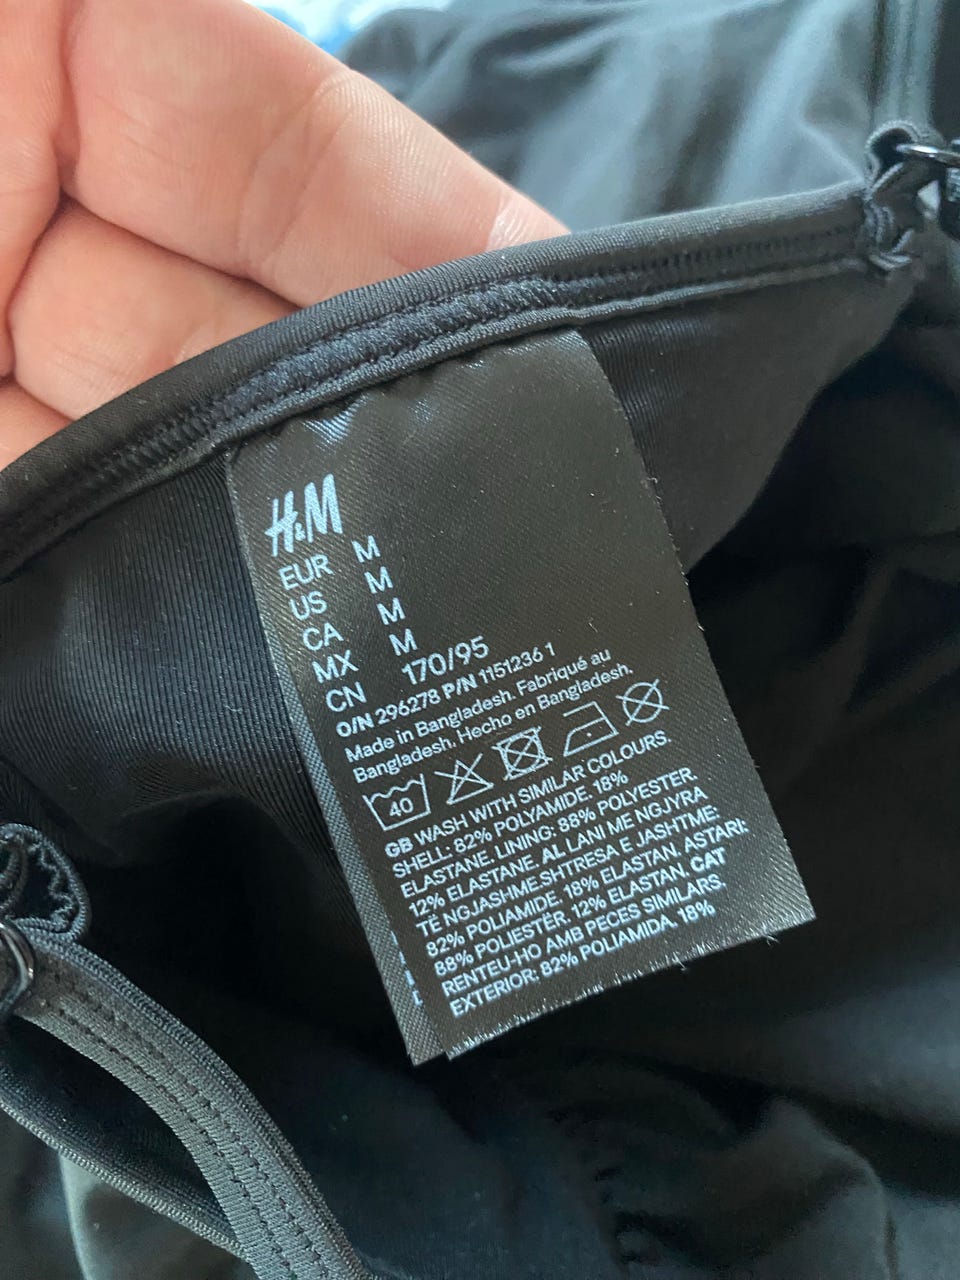 H&M
EUR M
US M
CA M
MX M
CN 170/95
O/N 296278 P/N 1151236 1
Made in Bangladesh. Fabriqué au
Bangladesh. Hecho en Bangladesh.
40
GB WASH WITH SIMILAR COLOURS.
SHELL: 82% POLYAMIDE. 18%
ELASTANE. LINING: 88% POLYESTER.
12% ELASTANE. AL LANI ME NGJYRA
TË NGJASHME.SHTRESA E JASHTME:
82% POLIAMIDE. 18% ELASTAN. ASTARI:
88% POLIESTËR. 12% ELASTAN. CAT
RENTEU-HO AMB PECES SIMILARS.
EXTERIOR: 82% POLIAMIDA. 18%